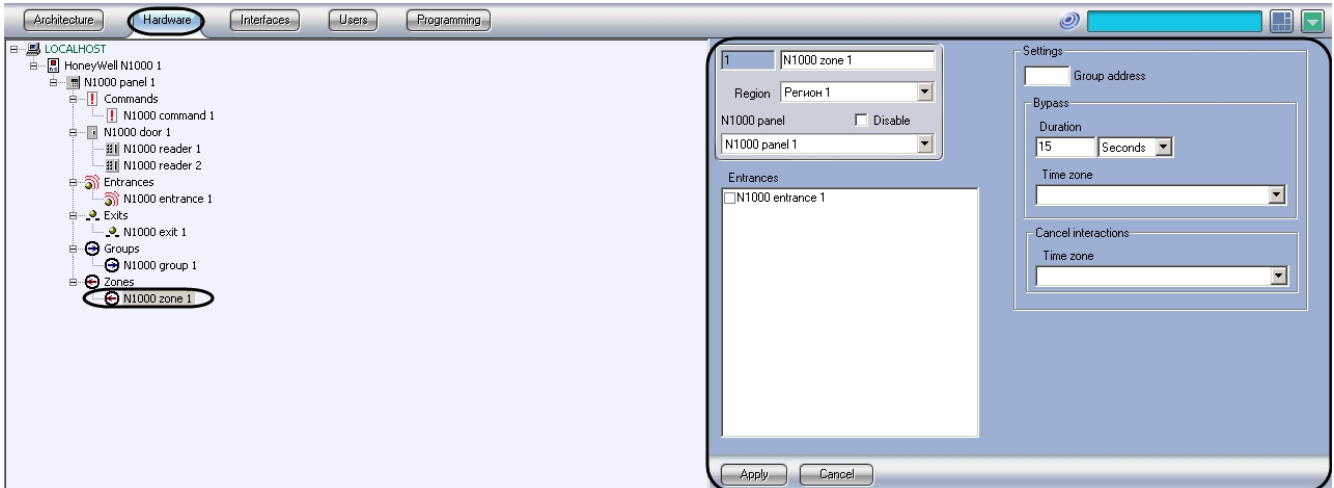 Architecture Hardware Interfaces Users Programming
LOCALHOST
HoneyWell N1000 1
N1000 panel 1
Commands
N1000 command 1
N1000 door 1
N1000 reader 1
N1000 reader 2
Entrances
N1000 entrance 1
Exits
N1000 exit 1
Groups
N1000 group 1
Zones
N1000 zone 1
1 N1000 zone 1
Region Регион 1
N1000 panel Disable
N1000 panel 1
Entrances
N1000 entrance 1
Settings
Group address
Bypass
Duration
15 Seconds
Time zone
Cancel interactions
Time zone
Apply Cancel